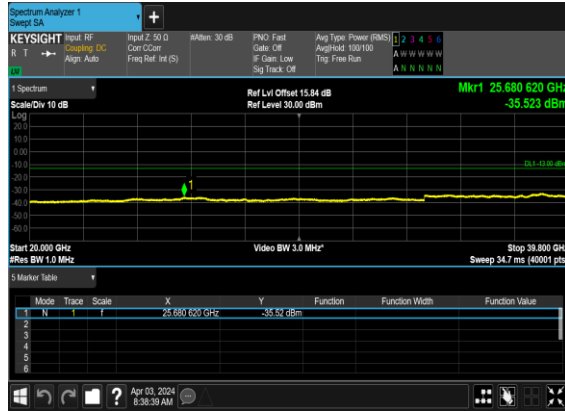 Spectrum Analyzer 1
Swept SA
KEYSIGHT
R T
LW
Input: RF
Coupling: DC
Align: Auto
Input Z: 50 Ω
Corr CCorr
Freq Ref: Int (S)
#Atten: 30 dB
PNO: Fast
Gate: Off
IF Gain: Low
Sig Track: Off
Avg Type: Power (RMS)
Avg|Hold: 100/100
Trig: Free Run
1 2 3 4 5 6
A W W W W W
A N N N N N
1 Spectrum
Scale/Div 10 dB
Ref Lvl Offset 15.84 dB
Ref Level 30.00 dBm
Mkr1 25.680 620 GHz
-35.523 dBm
Log
20.0
10.0
0.00
DL1 -13.00 dBm
-10.0
-20.0
1
-30.0
-40.0
-50.0
-60.0
Start 20.000 GHz
#Res BW 1.0 MHz
Video BW 3.0 MHz*
Stop 39.800 GHz
Sweep 34.7 ms (40001 pts)
5 Marker Table
Mode Trace Scale X Y Function Function Width Function Value
1 N 1 f 25.680 620 GHz -35.52 dBm
2
3
4
5
6
?
Apr 03, 2024
8:38:39 AM